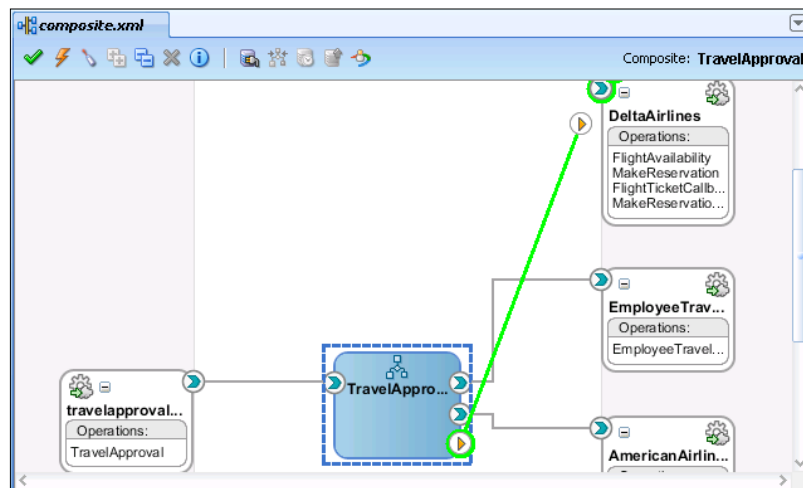 composite.xml
Composite: TravelApproval
DeltaAirlines
Operations:
FlightAvailability
MakeReservation
FlightTicketCallb...
MakeReservatio...
EmployeeTrav...
Operations:
EmployeeTravel...
TravelAppro...
travelapproval...
Operations:
TravelApproval
AmericanAirlin...